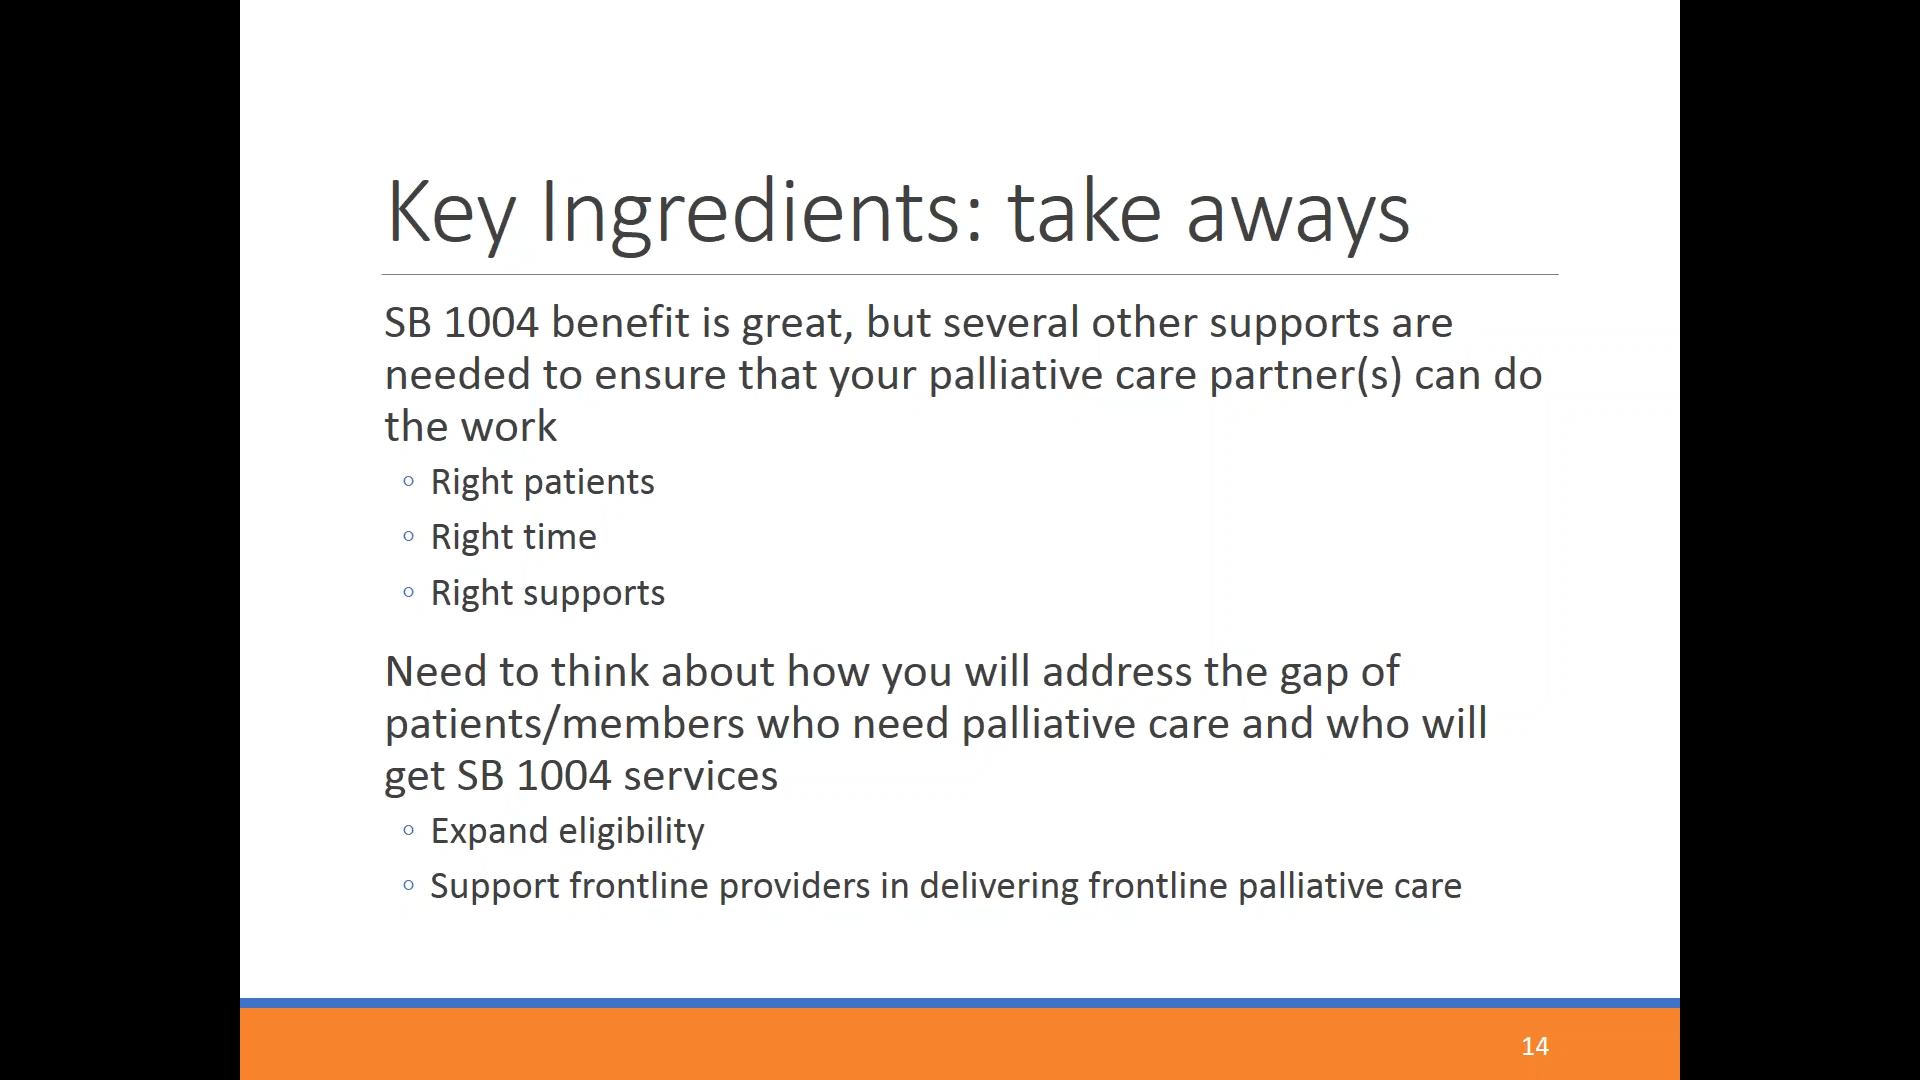 Key Ingredients: take aways
SB 1004 benefit is great, but several other supports are
needed to ensure that your palliative care partner(s) can do
the work
◦ Right patients
◦ Right time
◦ Right supports
Need to think about how you will address the gap of
patients/members who need palliative care and who will
get SB 1004 services
◦ Expand eligibility
◦ Support frontline providers in delivering frontline palliative care
14